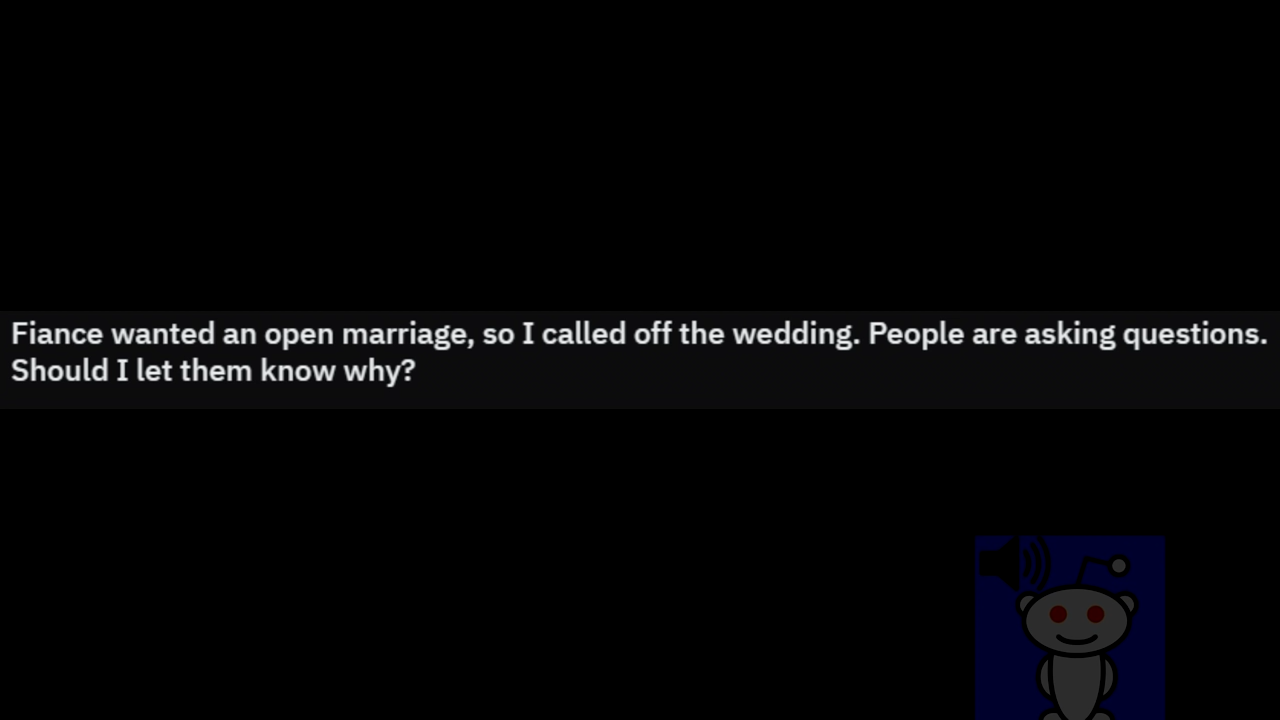 Fiance wanted an open marriage, so I called off the wedding. People are asking questions.
Should I let them know why?